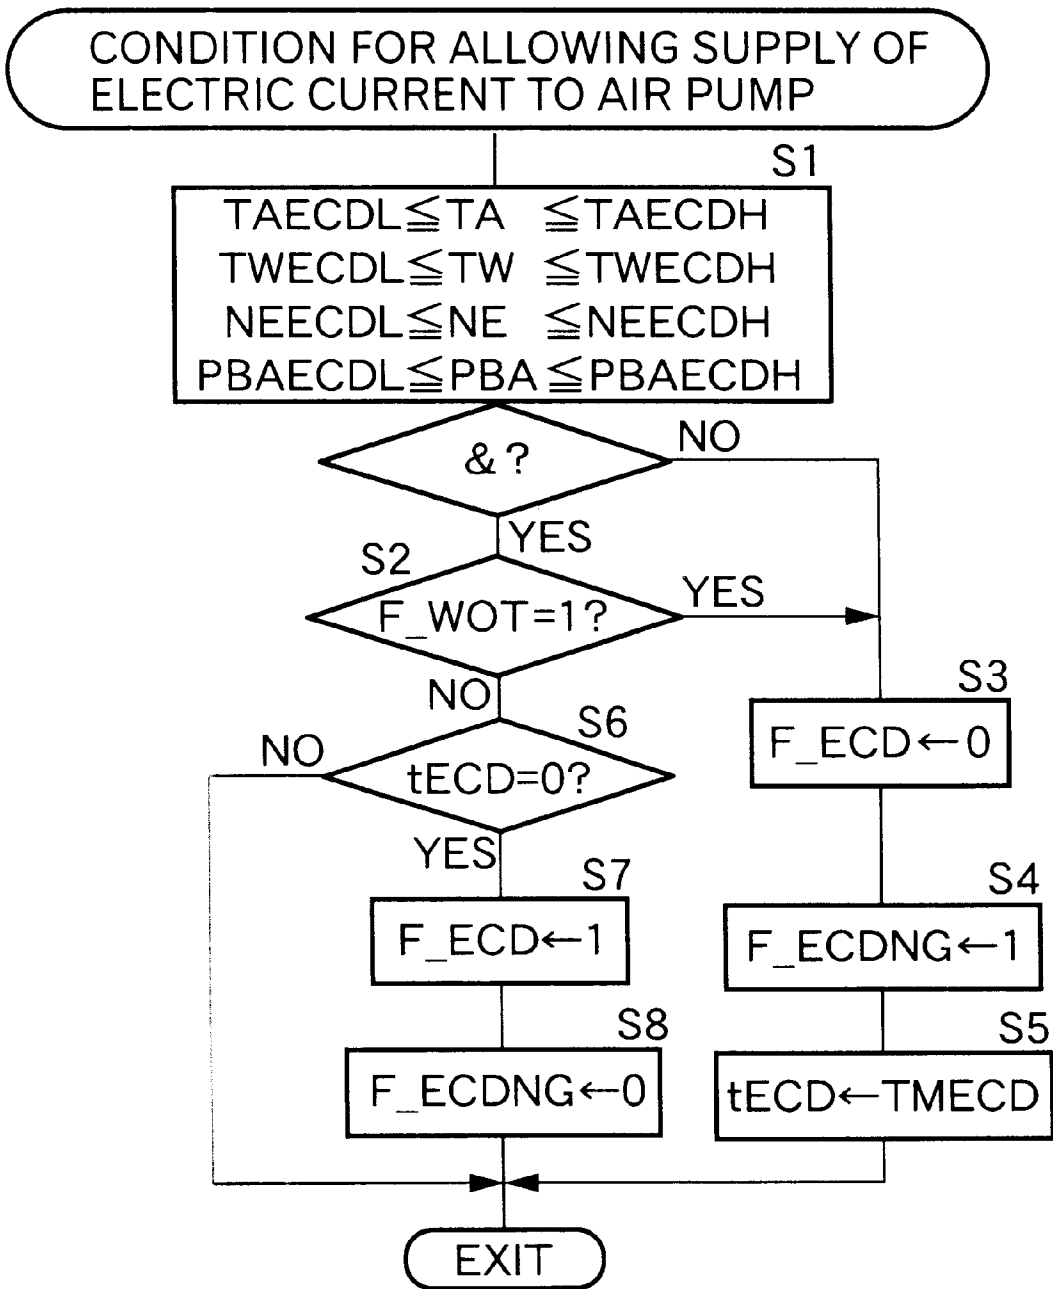 CONDITION FOR ALLOWING SUPPLY OF
ELECTRIC CURRENT TO AIR PUMP
S1
TAECDL≦TA ≦TAECDH
TWECDL≦TW ≦TWECDH
NEECDL≦NE ≦NEECDH
PBAECDL≦PBA≦PBAECDH
&?
NO
YES
S2
F_WOT=1?
YES
NO
S3
F_ECD←0
S6
NO
tECD=0?
YES
S7
F_ECD←1
S4
F_ECDNG←1
S8
F_ECDNG←0
S5
tECD←TMECD
EXIT